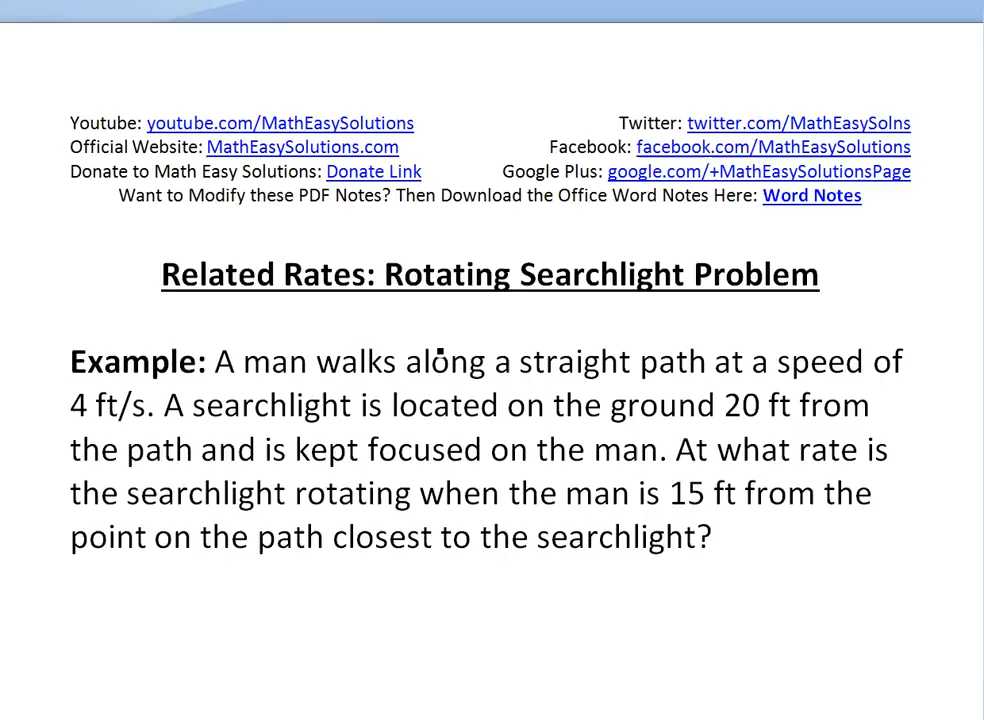 Youtube: youtube.com/MathEasySolutions Twitter: twitter.com/MathEasySolns
Official Website: MathEasySolutions.com Facebook: facebook.com/MathEasySolutions
Donate to Math Easy Solutions: Donate Link Google Plus: google.com/+MathEasySolutionsPage
Want to Modify these PDF Notes? Then Download the Office Word Notes Here: Word Notes
Related Rates: Rotating Searchlight Problem
Example: A man walks along a straight path at a speed of
4 ft/s. A searchlight is located on the ground 20 ft from
the path and is kept focused on the man. At what rate is
the searchlight rotating when the man is 15 ft from the
point on the path closest to the searchlight?